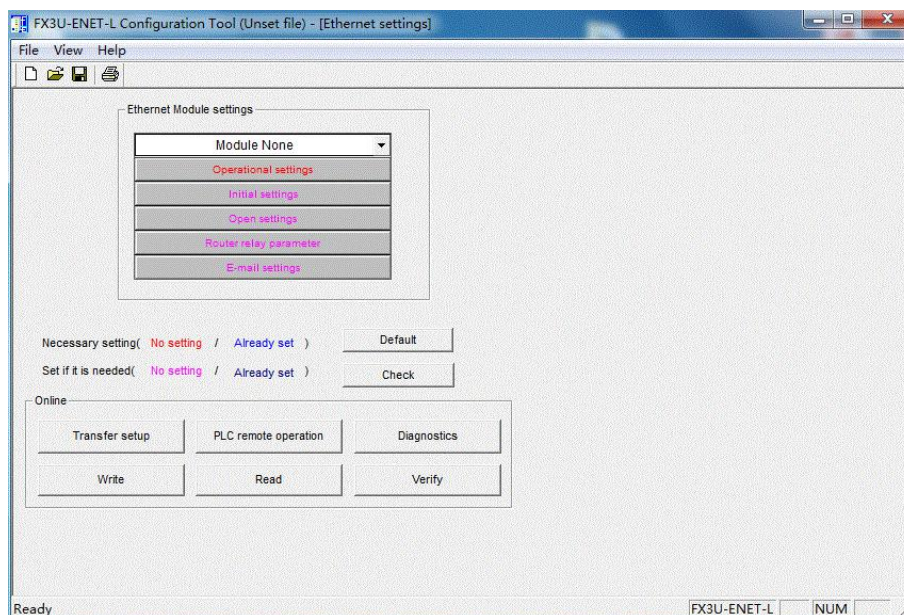 FX3U-ENET-L Configuration Tool (Unset file) - [Ethernet settings]
File View Help
Ethernet Module settings
Module None
Operational settings
Initial settings
Open settings
Router relay parameter
E-mail settings
Necessary setting( No setting / Already set ) Default
Set if it is needed( No setting / Already set ) Check
Online
Transfer setup PLC remote operation Diagnostics
Write Read Verify
Ready FX3U-ENET-L NUM